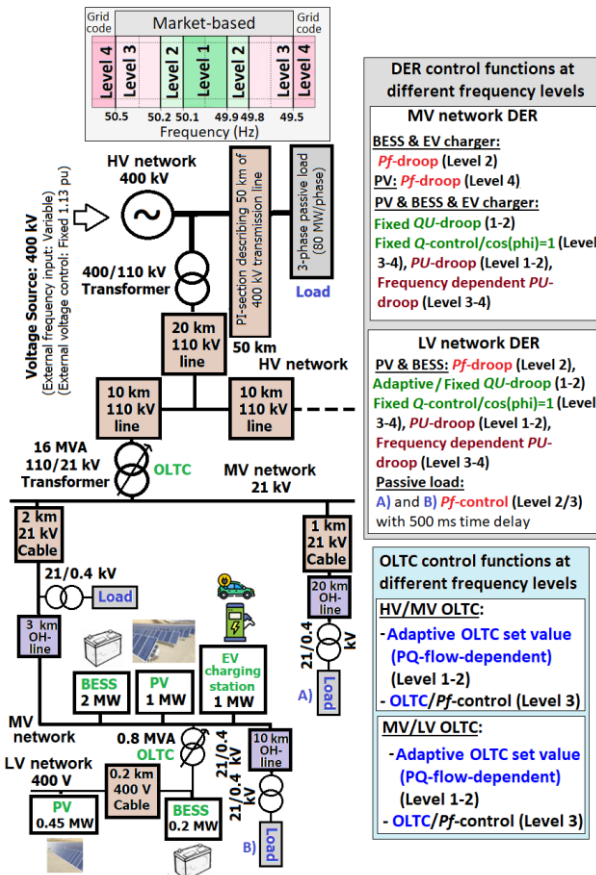 Grid code
Market-based
Grid code
Level 4
Level 3
Level 2
Level 1
Level 2
Level 3
Level 4
50.5
50.2
50.1
49.9
49.8
49.5
Frequency (Hz)
HV network
400 kV
Voltage Source: 400 kV
(External frequency input: Variable)
(External voltage control: Fixed 1.13 pu)
400/110 kV
Transformer
PI-section describing 50 km of
400 kV transmission line
50 km
3-phase passive load
(80 MW/phase)
Load
20 km
110 kV
line
HV network
10 km
110 kV
line
10 km
110 kV
line
16 MVA
110/21 kV
Transformer
OLTC
MV network
21 kV
2 km
21 kV
Cable
1 km
21 kV
Cable
21/0.4 kV
Load
3 km
OH-
line
20 km
OH-
line
21/0.4
kV
A)
Load
BESS
2 MW
PV
1 MW
EV
charging
station
1 MW
MV
network
0.8 MVA
OLTC
21/0.4
kV
10 km
OH-
line
21/0.4 kV
B)
Load
LV network
400 V
0.2 km
400 V
Cable
PV
0.45 MW
BESS
0.2 MW
DER control functions at
different frequency levels
MV network DER
BESS & EV charger:
Pf-droop (Level 2)
PV: Pf-droop (Level 4)
PV & BESS & EV charger:
Fixed QU-droop (1-2)
Fixed Q-control/cos(phi)=1 (Level
3-4), PU-droop (Level 1-2),
Frequency dependent PU-
droop (Level 3-4)
LV network DER
PV & BESS: Pf-droop (Level 2),
Adaptive/Fixed QU-droop (1-2)
Fixed Q-control/cos(phi)=1 (Level
3-4), PU-droop (Level 1-2),
Frequency dependent PU-
droop (Level 3-4)
Passive load:
A) and B) Pf-control (Level 2/3)
with 500 ms time delay
OLTC control functions at
different frequency levels
HV/MV OLTC:
-Adaptive OLTC set value
(PQ-flow-dependent)
(Level 1-2)
- OLTC/Pf-control (Level 3)
MV/LV OLTC:
-Adaptive OLTC set value
(PQ-flow-dependent)
(Level 1-2)
- OLTC/Pf-control (Level 3)